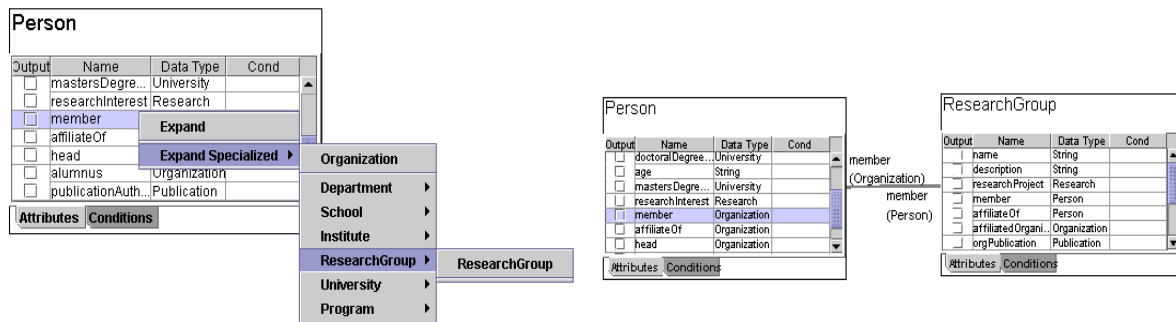 Person
Output Name Data Type Cond
mastersDegre... University
researchInterest Research
member
affiliateOf
head
alumnus Organization
publicationAuth... Publication
Attributes Conditions
Expand
Expand Specialized
Organization
Department
School
Institute
ResearchGroup
University
Program
ResearchGroup
Person
Output Name Data Type Cond
doctoralDegree... University
age String
mastersDegre... University
researchInterest Research
member Organization
affiliateOf Organization
head Organization
Attributes Conditions
member
(Organization)
member
(Person)
ResearchGroup
Output Name Data Type Cond
name String
description String
researchProject Research
member Person
affiliateOf Person
affiliatedOrgani... Organization
orgPublication Publication
Attributes Conditions